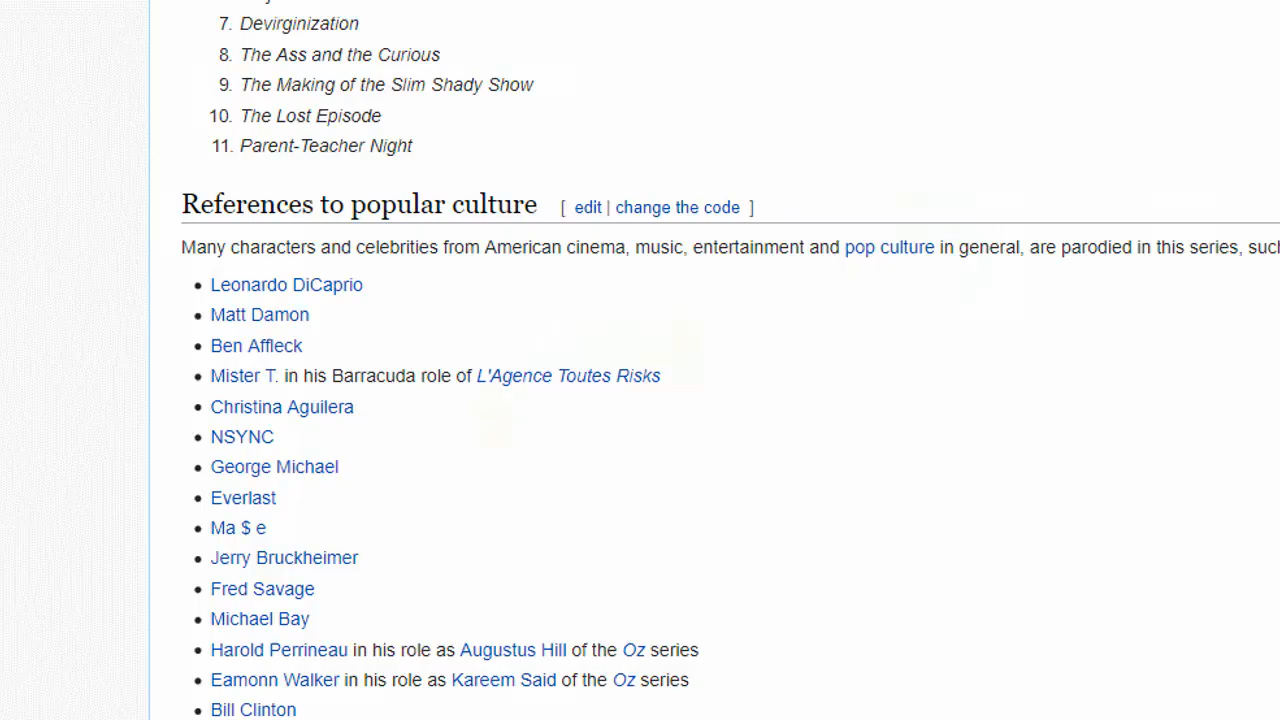 7. Devirginization
8. The Ass and the Curious
9. The Making of the Slim Shady Show
10. The Lost Episode
11. Parent-Teacher Night
References to popular culture [ edit | change the code ]
Many characters and celebrities from American cinema, music, entertainment and pop culture in general, are parodied in this series, such
• Leonardo DiCaprio
• Matt Damon
• Ben Affleck
• Mister T. in his Barracuda role of L'Agence Toutes Risks
• Christina Aguilera
• NSYNC
• George Michael
• Everlast
• Ma $ e
• Jerry Bruckheimer
• Fred Savage
• Michael Bay
• Harold Perrineau in his role as Augustus Hill of the Oz series
• Eamonn Walker in his role as Kareem Said of the Oz series
• Bill Clinton